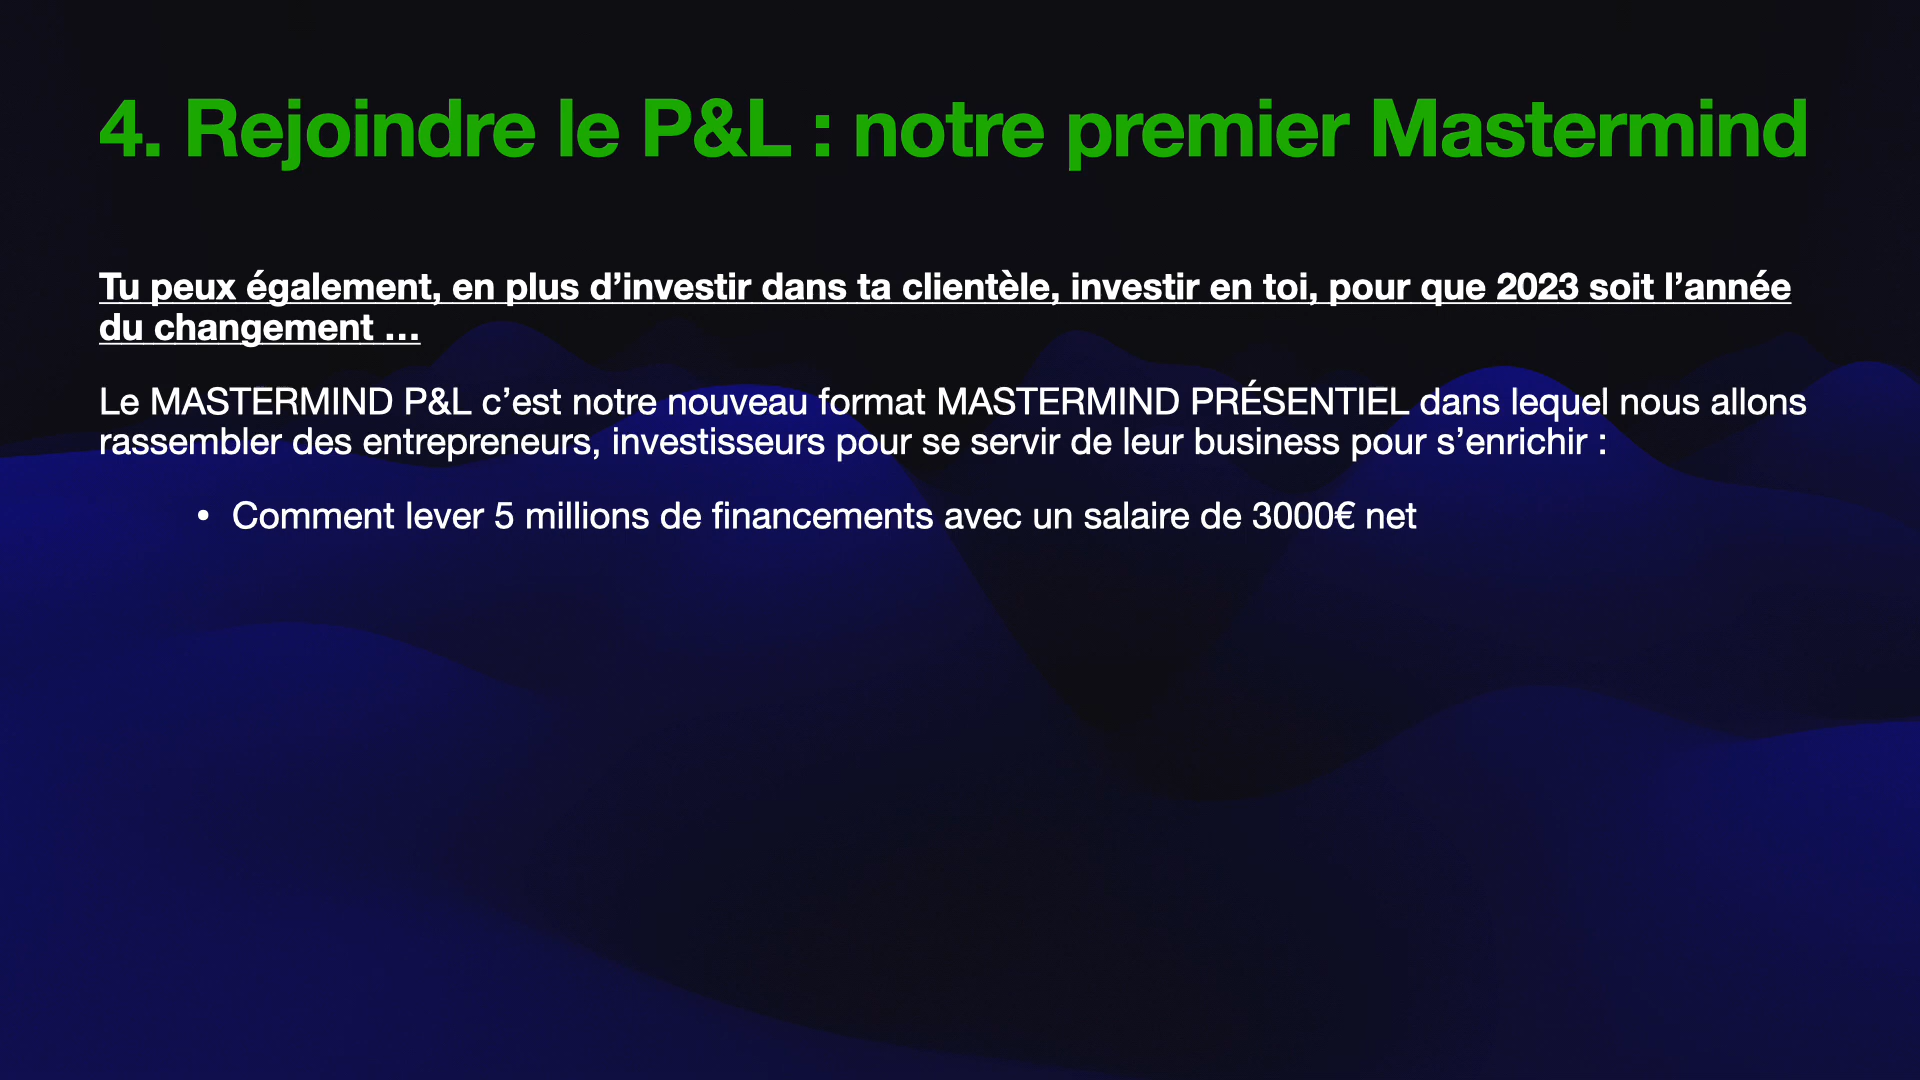 4. Rejoindre le P&L : notre premier Mastermind
Tu peux également, en plus d’investir dans ta clientèle, investir en toi, pour que 2023 soit l’année
du changement …
Le MASTERMIND P&L c’est notre nouveau format MASTERMIND PRÉSENTIEL dans lequel nous allons
rassembler des entrepreneurs, investisseurs pour se servir de leur business pour s’enrichir :
• Comment lever 5 millions de financements avec un salaire de 3000€ net